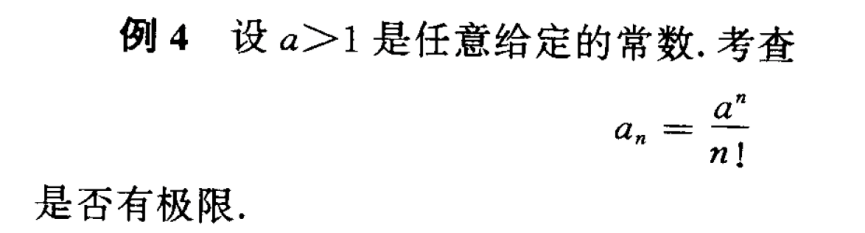 例 4 设 a>1 是任意给定的常数. 考查
a_n = \frac{a^n}{n!}
是否有极限.